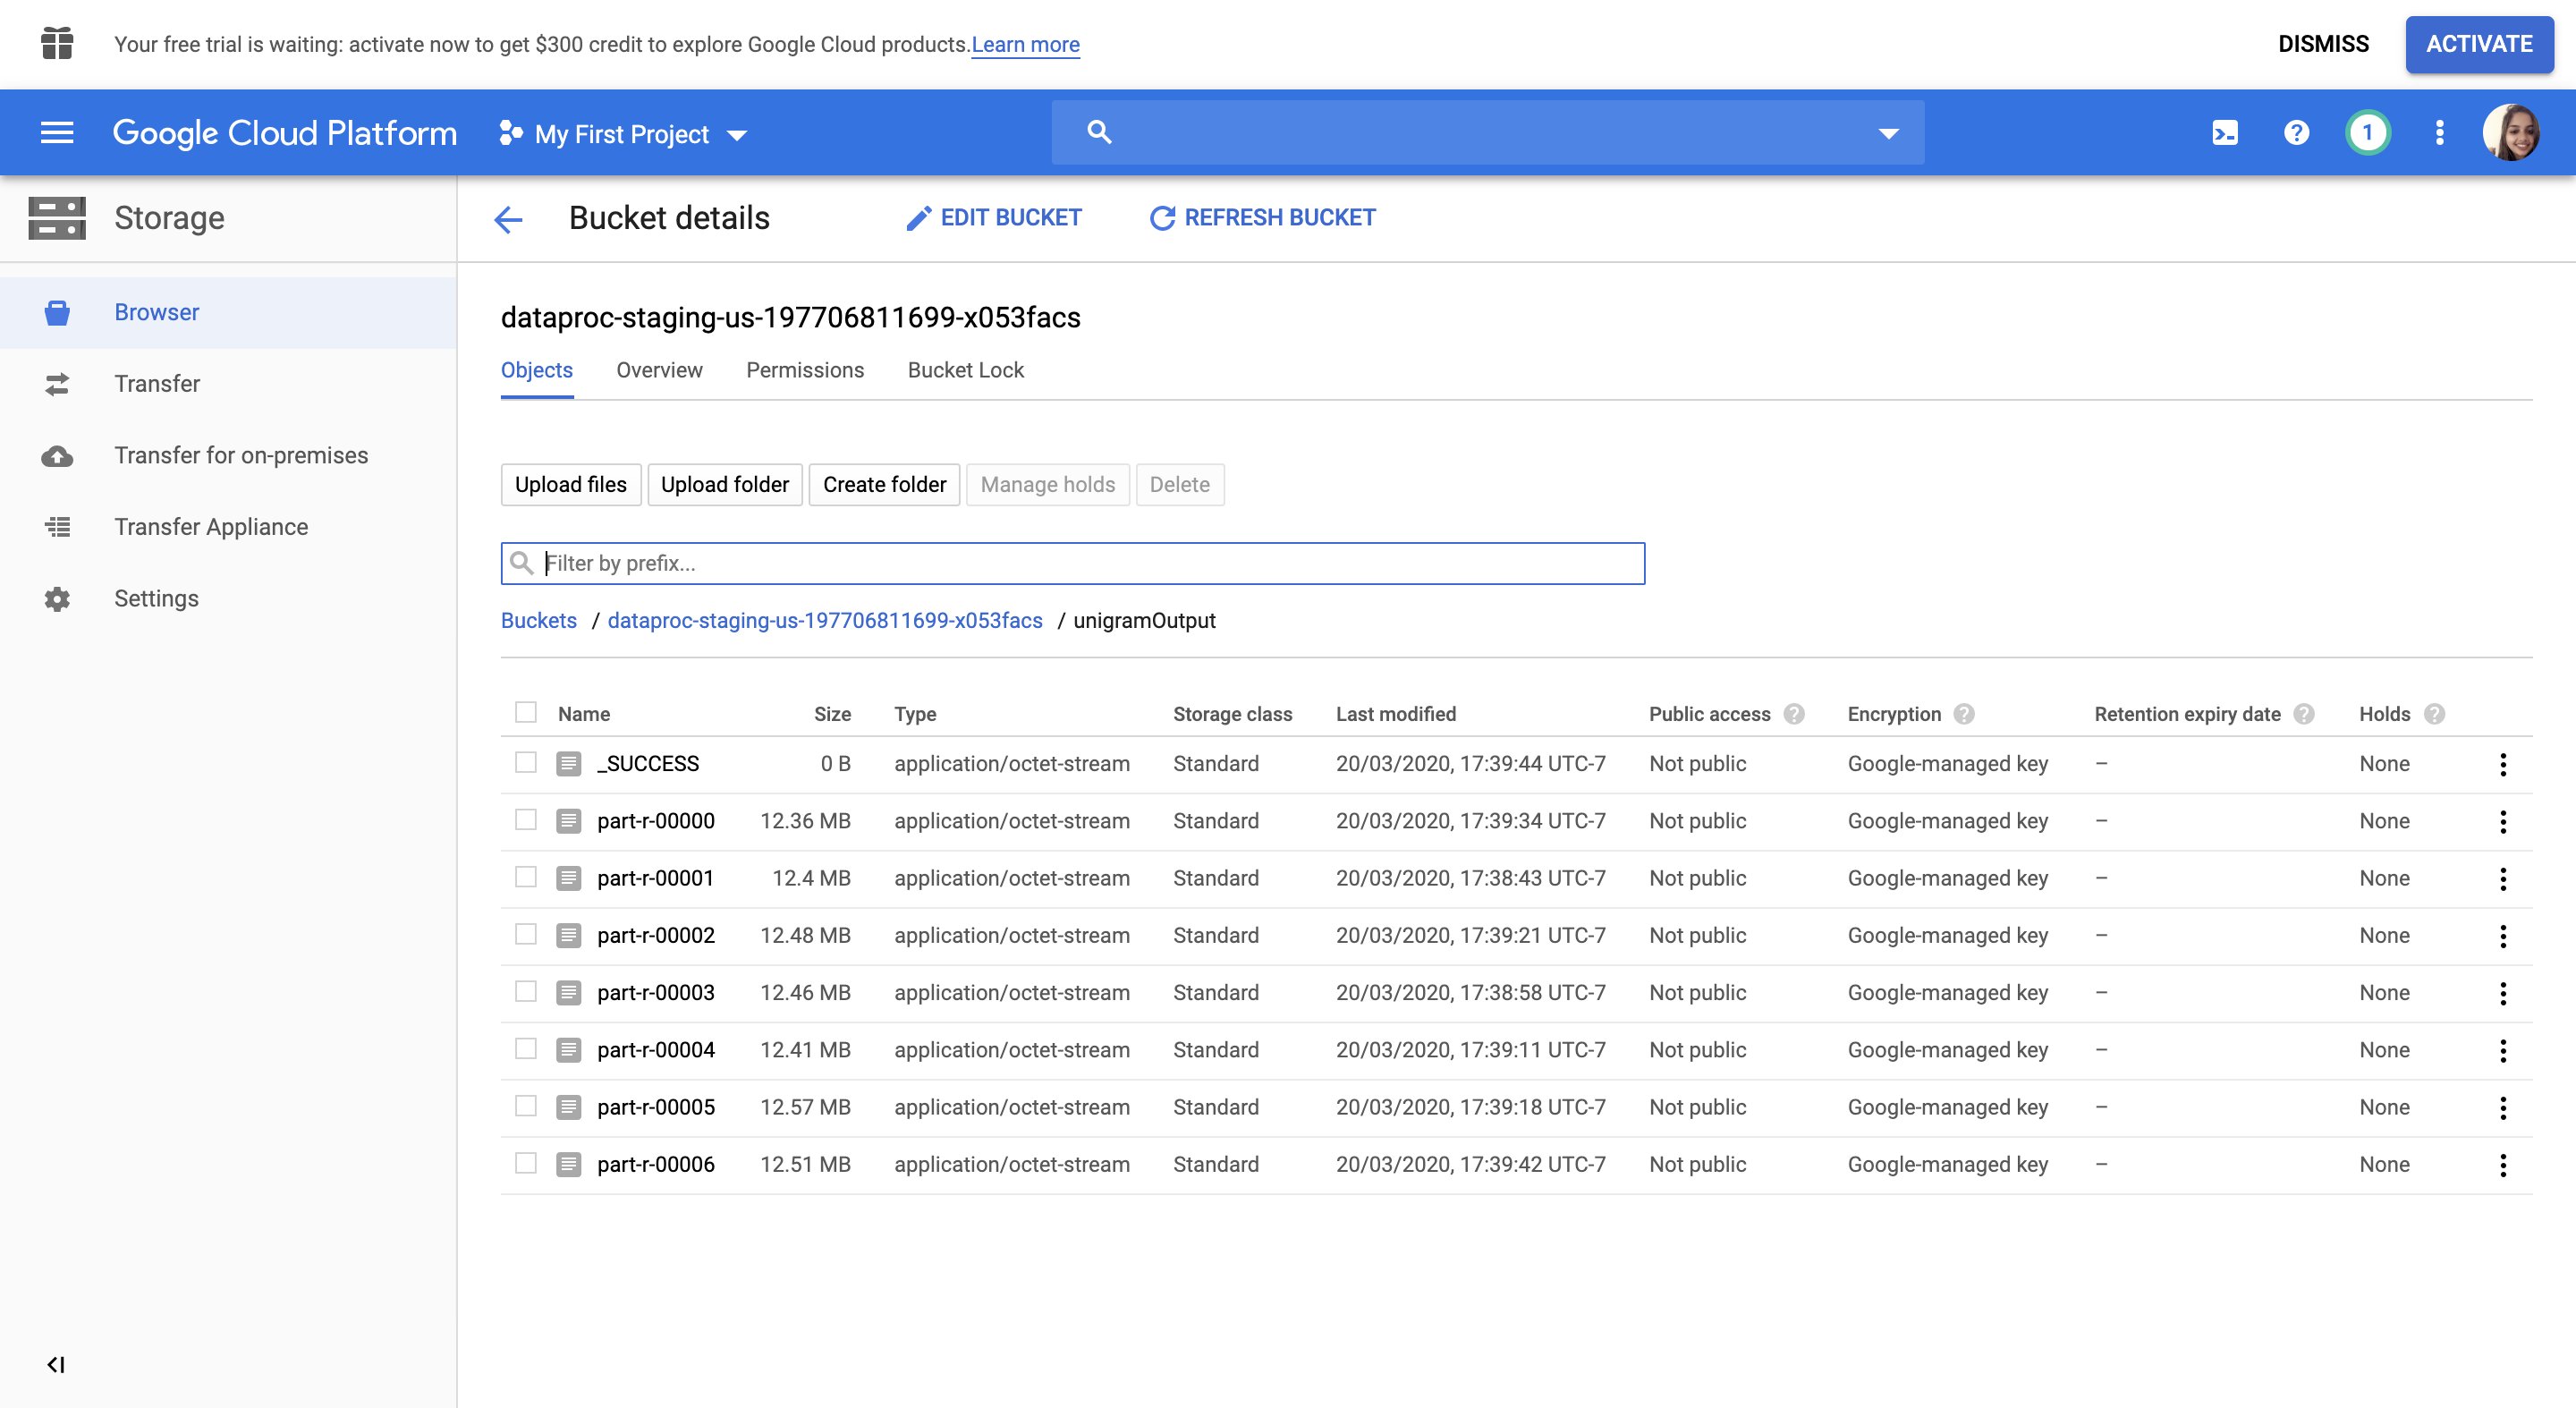 Your free trial is waiting: activate now to get $300 credit to explore Google Cloud products. Learn more DISMISS ACTIVATE
Google Cloud Platform My First Project 1
Storage Bucket details EDIT BUCKET REFRESH BUCKET
Browser
Transfer
Transfer for on-premises
Transfer Appliance
Settings
dataproc-staging-us-197706811699-x053facs
Objects Overview Permissions Bucket Lock
Upload files Upload folder Create folder Manage holds Delete
Filter by prefix...
Buckets / dataproc-staging-us-197706811699-x053facs / unigramOutput
Name Size Type Storage class Last modified Public access ? Encryption ? Retention expiry date ? Holds ?
_SUCCESS 0 B application/octet-stream Standard 20/03/2020, 17:39:44 UTC-7 Not public Google-managed key – None
part-r-00000 12.36 MB application/octet-stream Standard 20/03/2020, 17:39:34 UTC-7 Not public Google-managed key – None
part-r-00001 12.4 MB application/octet-stream Standard 20/03/2020, 17:38:43 UTC-7 Not public Google-managed key – None
part-r-00002 12.48 MB application/octet-stream Standard 20/03/2020, 17:39:21 UTC-7 Not public Google-managed key – None
part-r-00003 12.46 MB application/octet-stream Standard 20/03/2020, 17:38:58 UTC-7 Not public Google-managed key – None
part-r-00004 12.41 MB application/octet-stream Standard 20/03/2020, 17:39:11 UTC-7 Not public Google-managed key – None
part-r-00005 12.57 MB application/octet-stream Standard 20/03/2020, 17:39:18 UTC-7 Not public Google-managed key – None
part-r-00006 12.51 MB application/octet-stream Standard 20/03/2020, 17:39:42 UTC-7 Not public Google-managed key – None